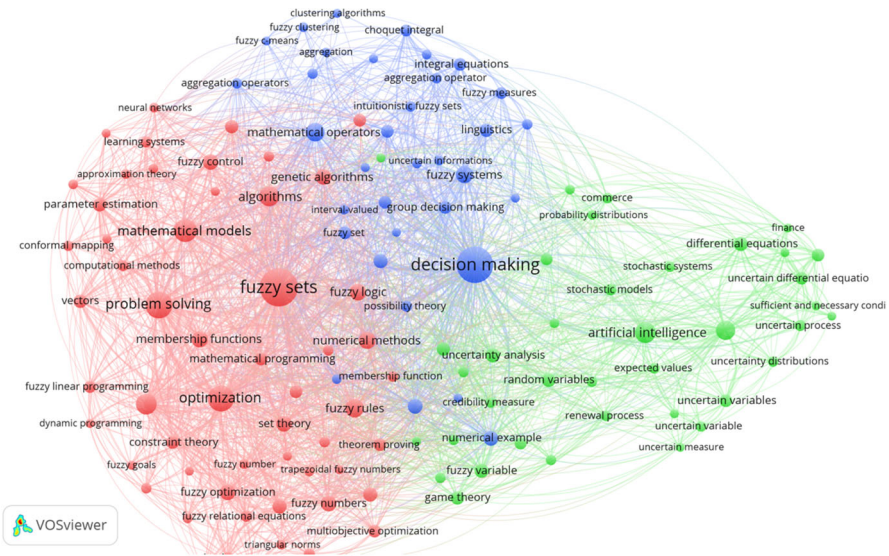 clustering algorithms
fuzzy clustering
choquet integral
fuzzy c-means
aggregation
integral equations
aggregation operators
aggregation operator
fuzzy measures
neural networks
intuitionistic fuzzy sets
mathematical operators
linguistics
learning systems
fuzzy control
uncertain informations
approximation theory
genetic algorithms
fuzzy systems
algorithms
commerce
parameter estimation
interval valued
group decision making
probability distributions
mathematical models
fuzzy set
finance
conformal mapping
differential equations
computational methods
decision making
stochastic systems
fuzzy sets
uncertain differential equatio
vectors
problem solving
fuzzy logic
stochastic models
possibility theory
sufficient and necessary condi
uncertain process
membership functions
numerical methods
artificial intelligence
mathematical programming
uncertainty analysis
uncertainty distributions
membership function
expected values
fuzzy linear programming
random variables
optimization
credibility measure
uncertain variables
fuzzy rules
dynamic programming
set theory
renewal process
uncertain variable
constraint theory
theorem proving
numerical example
uncertain measure
fuzzy goals
fuzzy number
trapezoidal fuzzy numbers
fuzzy variable
fuzzy optimization
game theory
fuzzy numbers
fuzzy relational equations
VOSviewer
multiobjective optimization
triangular norms